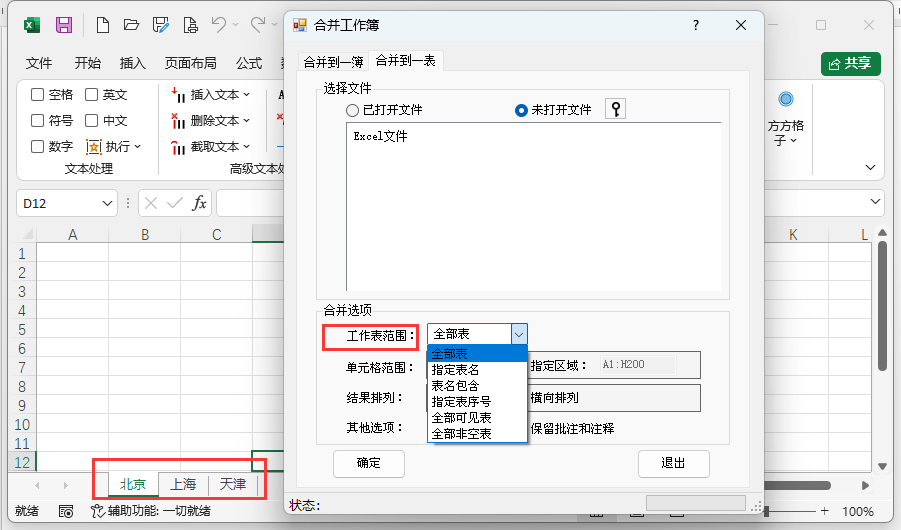 合并工作簿
?
文件 开始 插入 页面布局 公式
共享
合并到一簿 合并到一表
选择文件
已打开文件 未打开文件
Excel文件
空格 英文 插入文本
符号 中文 删除文本
数字 执行 截取文本
文本处理
方方格
子
D12
fx
A B C K L
1
2
3
4
5
6
7
8
9
10
11
12
合并选项
工作表范围： 全部表
全部表
指定表名
表名包含
指定表序号
全部可见表
全部非空表
单元格范围： 指定区域： A1:H200
结果排列： 横向排列
其他选项： 保留批注和注释
确定 退出
状态：
北京 上海 天津
就绪 辅助功能: 一切就绪 100%